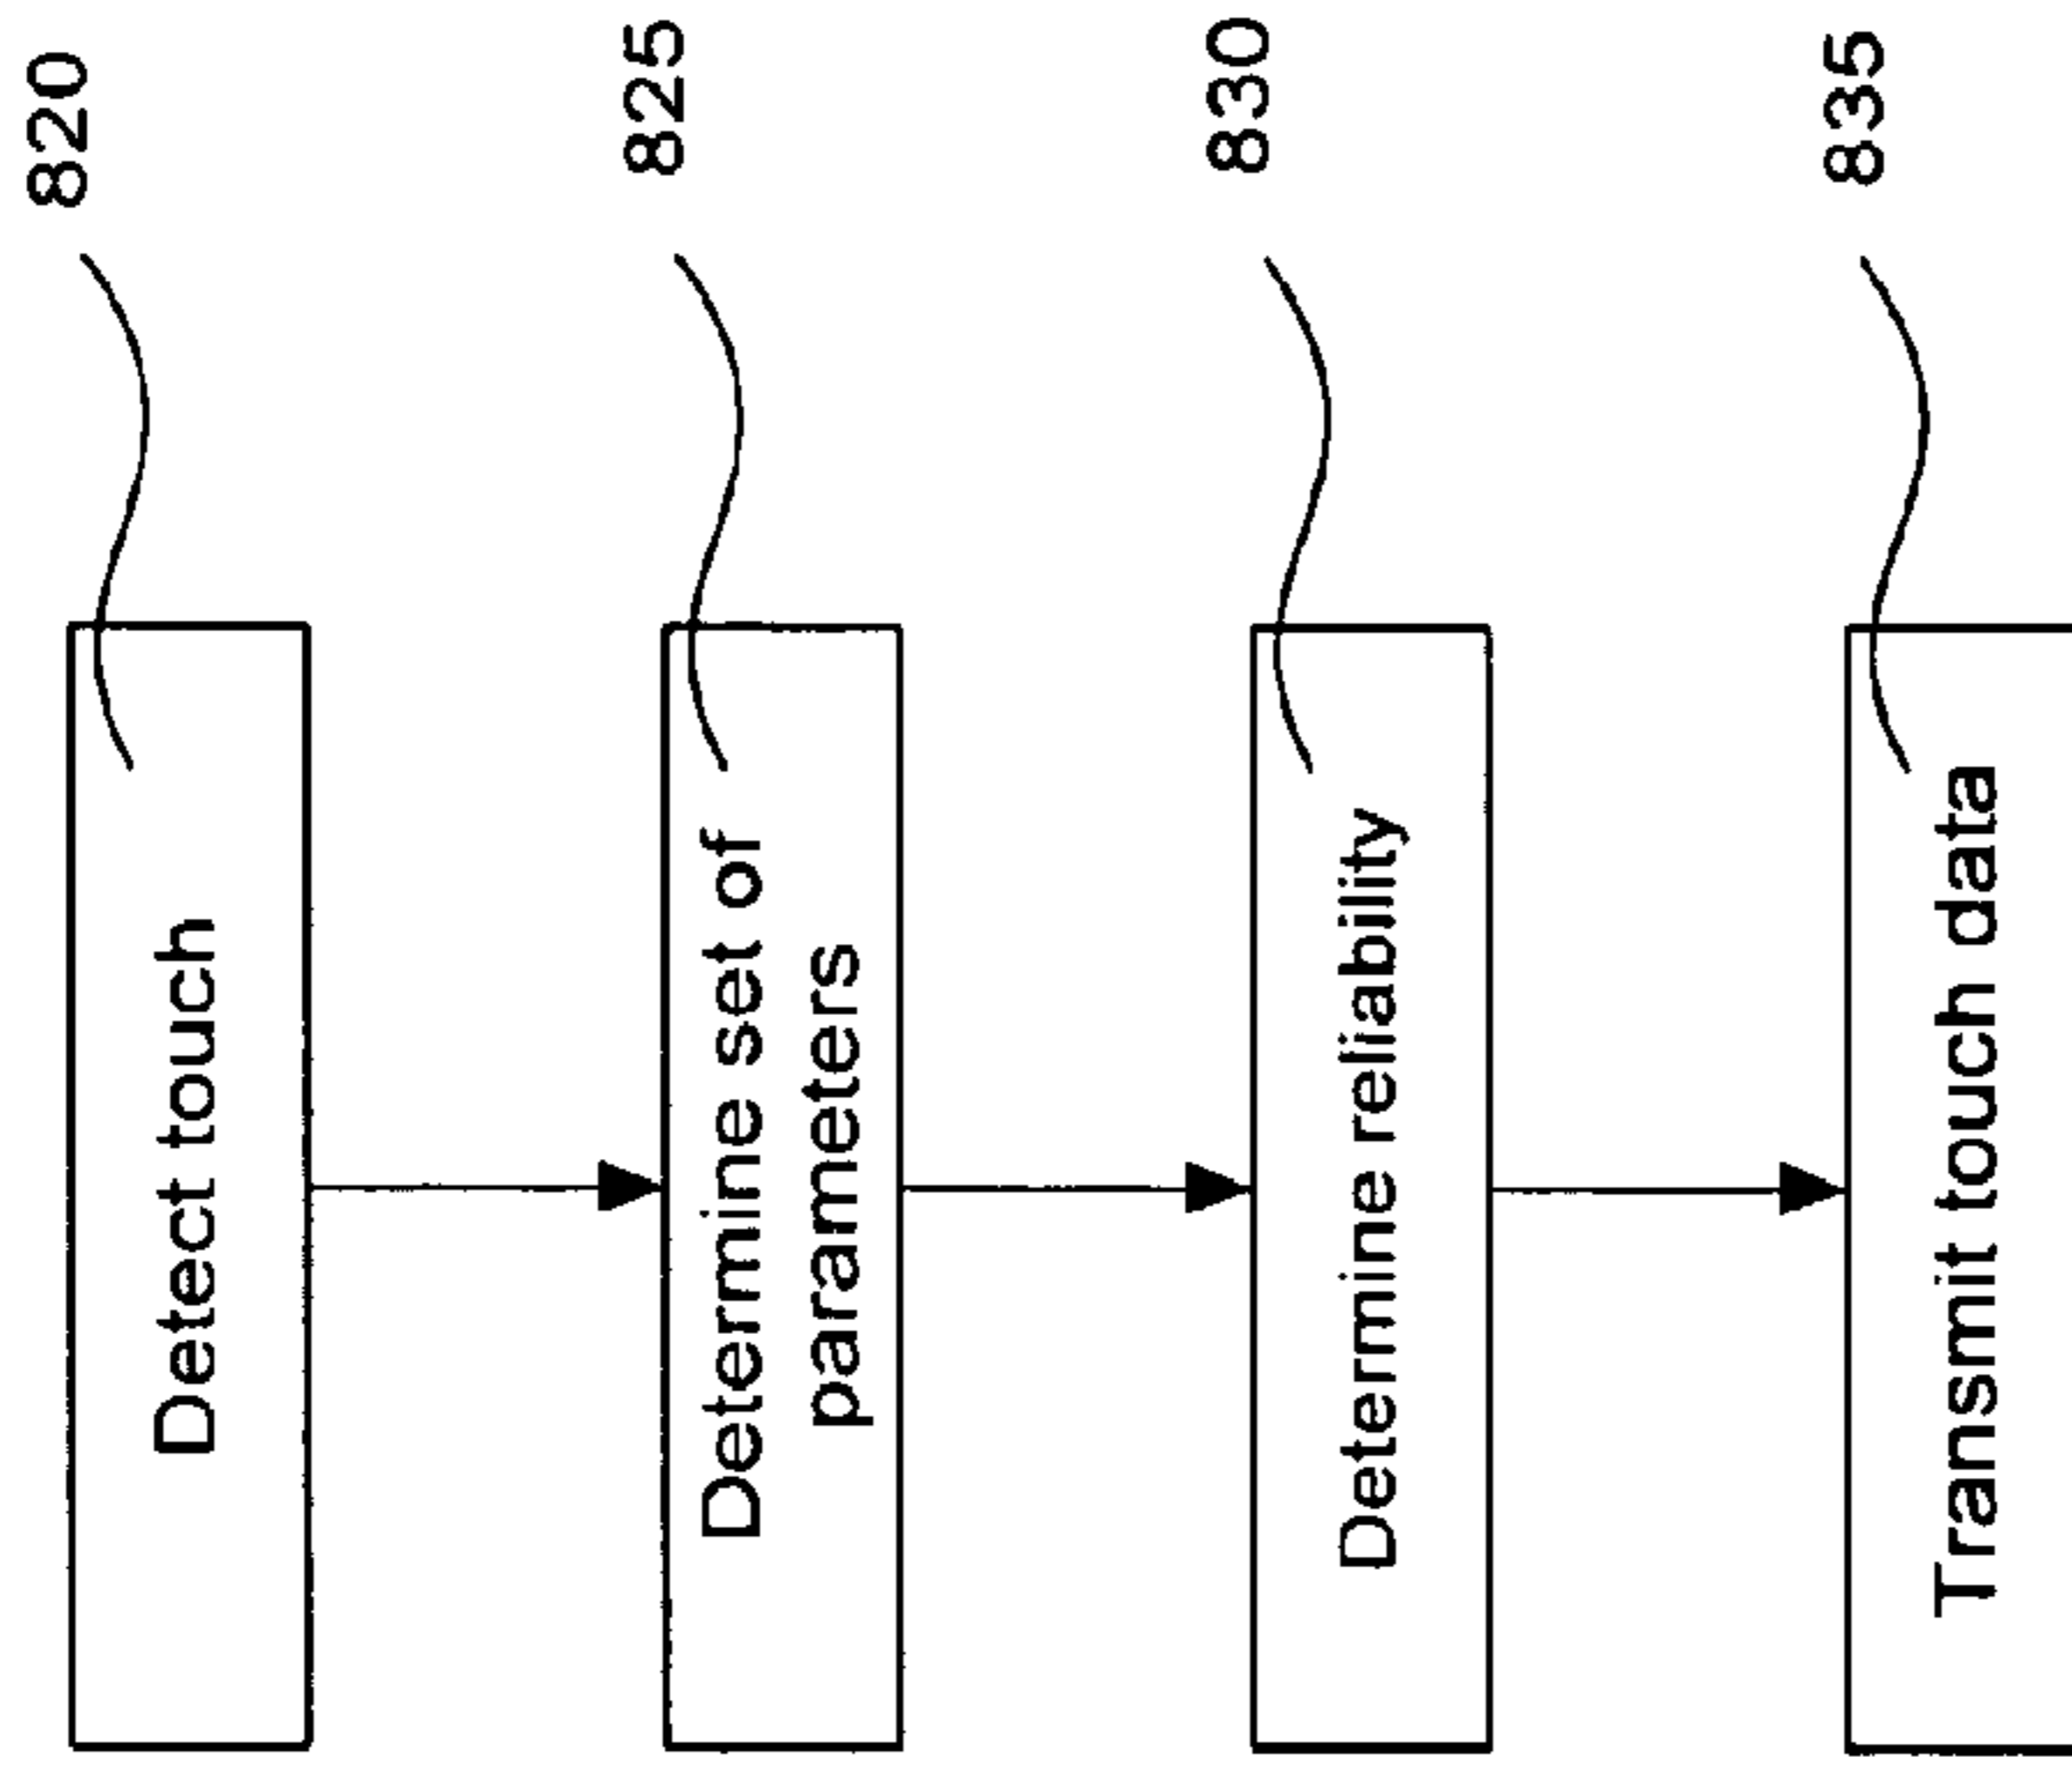 820
Detect touch
825
Determine set of
parameters
830
Determine reliability
835
Transmit touch data